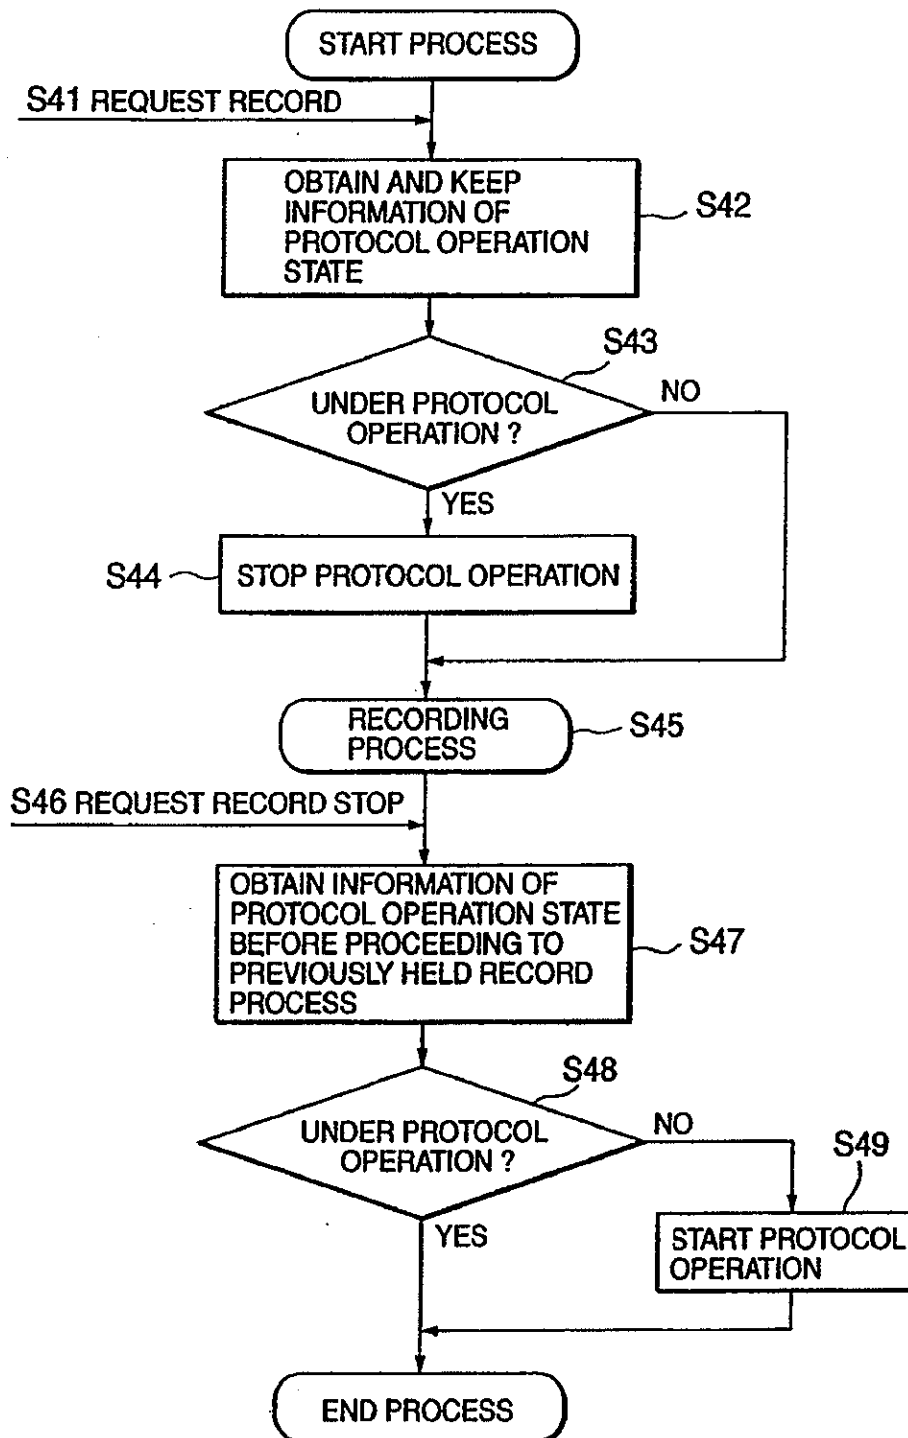 START PROCESS
S41 REQUEST RECORD
OBTAIN AND KEEP
INFORMATION OF
PROTOCOL OPERATION
STATE
S42
S43
UNDER PROTOCOL
OPERATION ?
NO
YES
S44
STOP PROTOCOL OPERATION
RECORDING
PROCESS
S45
S46 REQUEST RECORD STOP
OBTAIN INFORMATION OF
PROTOCOL OPERATION STATE
BEFORE PROCEEDING TO
PREVIOUSLY HELD RECORD
PROCESS
S47
S48
UNDER PROTOCOL
OPERATION ?
NO
YES
S49
START PROTOCOL
OPERATION
END PROCESS